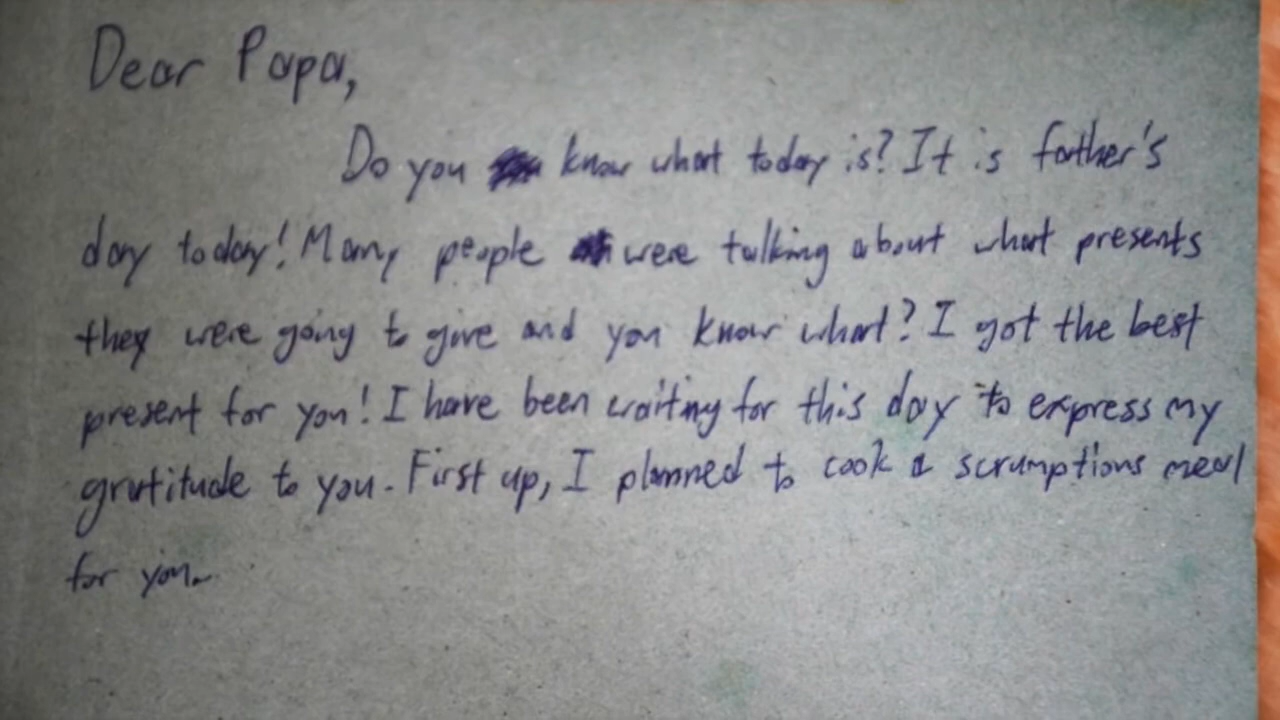 Dear Papa,
Do you know what today is? It is father's
day today! Many people were talking about what presents
they were going to give and you know what? I got the best
present for you! I have been waiting for this day to express my
gratitude to you. First up, I planned to cook a scrumptious meal
for you.